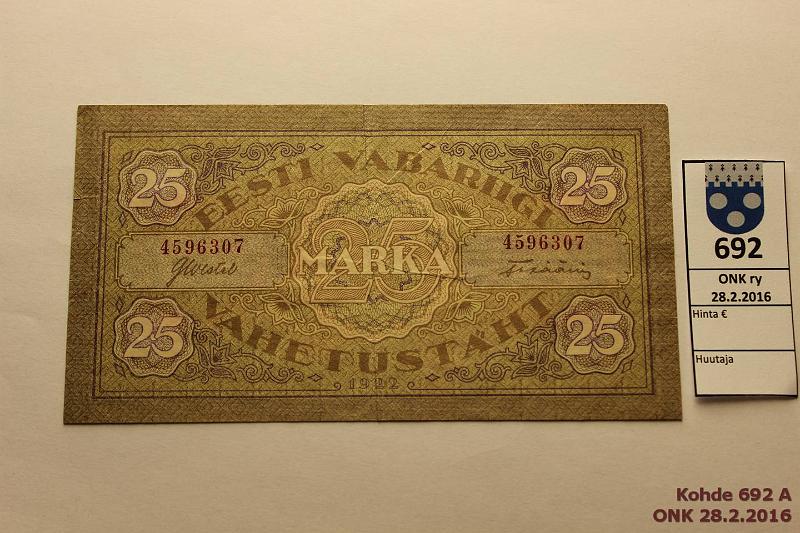 25 25
EESTI VABARIIGI
4596307 25 4596307
MARKA
VAHETUSTÄHT
25 25
1922
692
ONK ry
28.2.2016
Hinta €
Huutaja
Kohde 692 A
ONK 28.2.2016